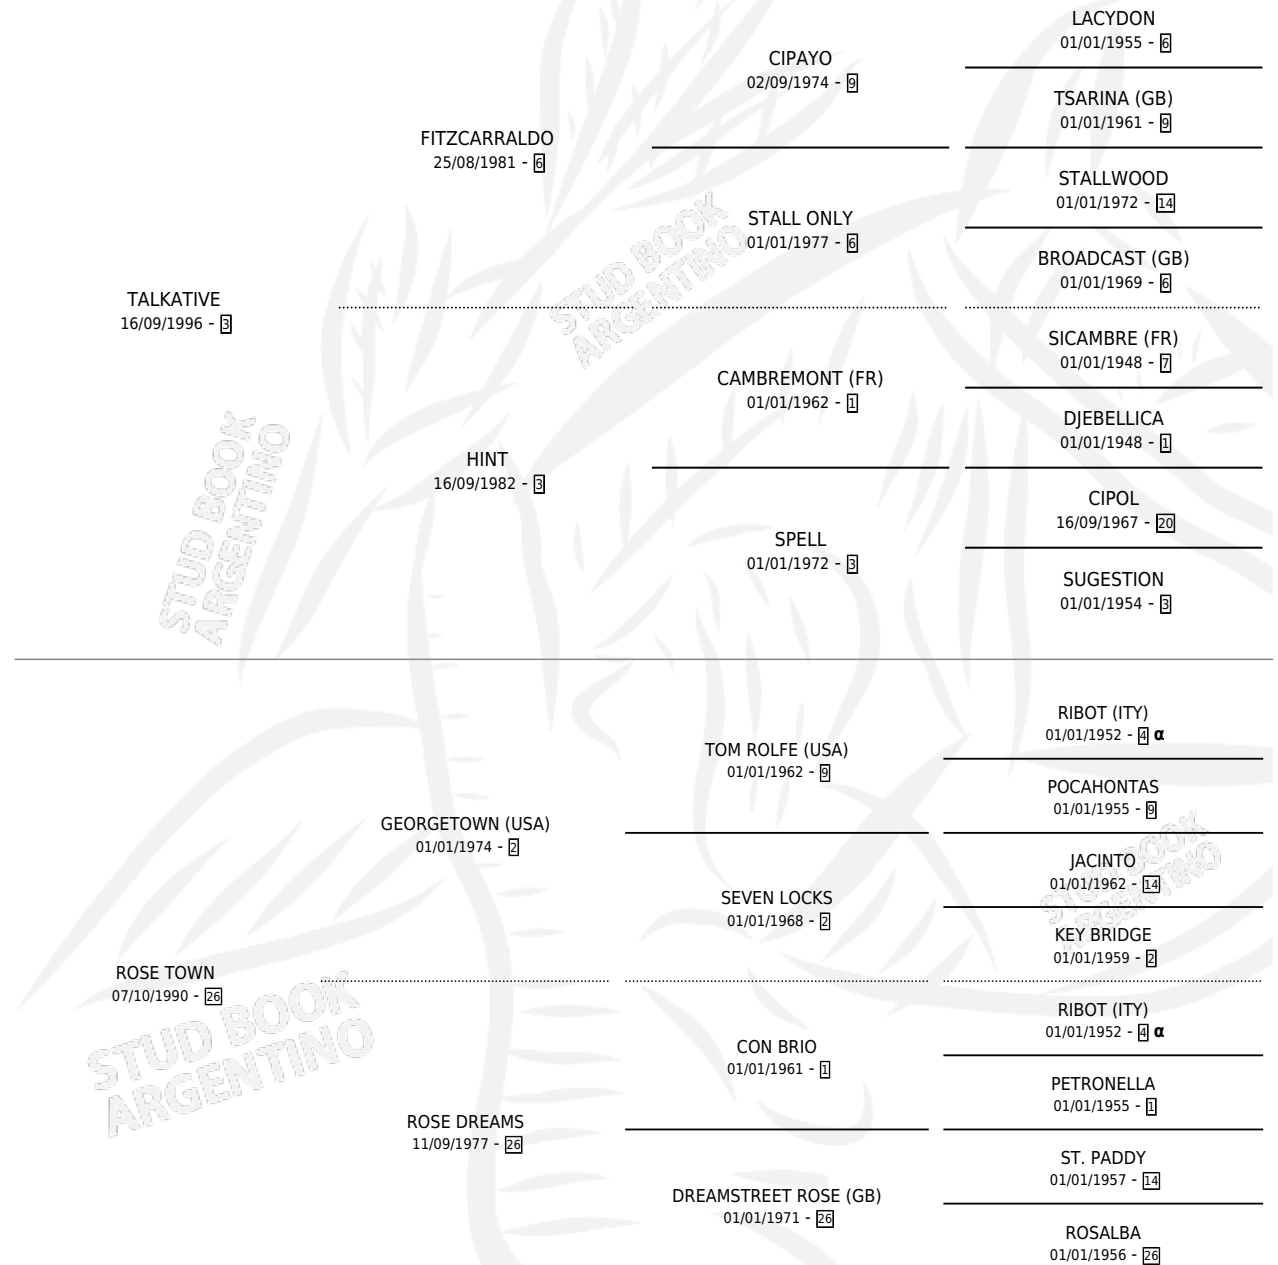 LACYDON
01/01/1955 - 6
CIPAYO
02/09/1974 - 9
TSARINA (GB)
01/01/1961 - 9
FITZCARRALDO
25/08/1981 - 6
STALLWOOD
01/01/1972 - 14
STALL ONLY
01/01/1977 - 6
BROADCAST (GB)
01/01/1969 - 6
TALKATIVE
16/09/1996 - 3
SICAMBRE (FR)
01/01/1948 - 7
CAMBREMONT (FR)
01/01/1962 - 1
DJEBELLICA
01/01/1948 - 1
HINT
16/09/1982 - 3
CIPOL
16/09/1967 - 20
SPELL
01/01/1972 - 3
SUGESTION
01/01/1954 - 3
RIBOT (ITY)
01/01/1952 - 4 α
TOM ROLFE (USA)
01/01/1962 - 9
POCAHONTAS
01/01/1955 - 9
GEORGETOWN (USA)
01/01/1974 - 2
JACINTO
01/01/1962 - 14
SEVEN LOCKS
01/01/1968 - 2
KEY BRIDGE
01/01/1959 - 2
ROSE TOWN
07/10/1990 - 26
RIBOT (ITY)
01/01/1952 - 4 α
CON BRIO
01/01/1961 - 1
PETRONELLA
01/01/1955 - 1
ROSE DREAMS
11/09/1977 - 26
ST. PADDY
01/01/1957 - 14
DREAMSTREET ROSE (GB)
01/01/1971 - 26
ROSALBA
01/01/1956 - 26
STUD BOOK
ARGENTINO
STUD BOOK
ARGENTINO
STUD BOOK
ARGENTINO
STUD BOOK
ARGENTINO